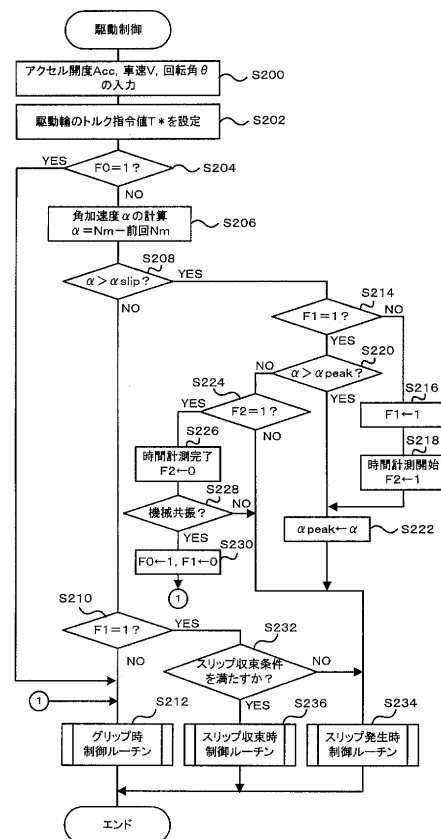 駆動制御
アクセル開度Acc, 車速V, 回転角θ
の入力
S200
駆動輪のトルク指令値T*を設定
S202
YES
F0=1?
S204
NO
角加速度αの計算
α=Nm−前回Nm
S206
α>αslip?
S208
YES
NO
F1=1?
S214
NO
YES
α>αpeak?
S220
NO
YES
F1←1
S216
時間計測開始
F2←1
S218
F2=1?
S224
YES
NO
時間計測完了
F2←0
S226
機械共振?
S228
NO
YES
αpeak←α
S222
F0←1, F1←0
S230
1
F1=1?
S210
YES
NO
スリップ収束条件
を満たすか?
S232
NO
YES
1
グリップ時
制御ルーチン
S212
スリップ収束時
制御ルーチン
S236
スリップ発生時
制御ルーチン
S234
エンド